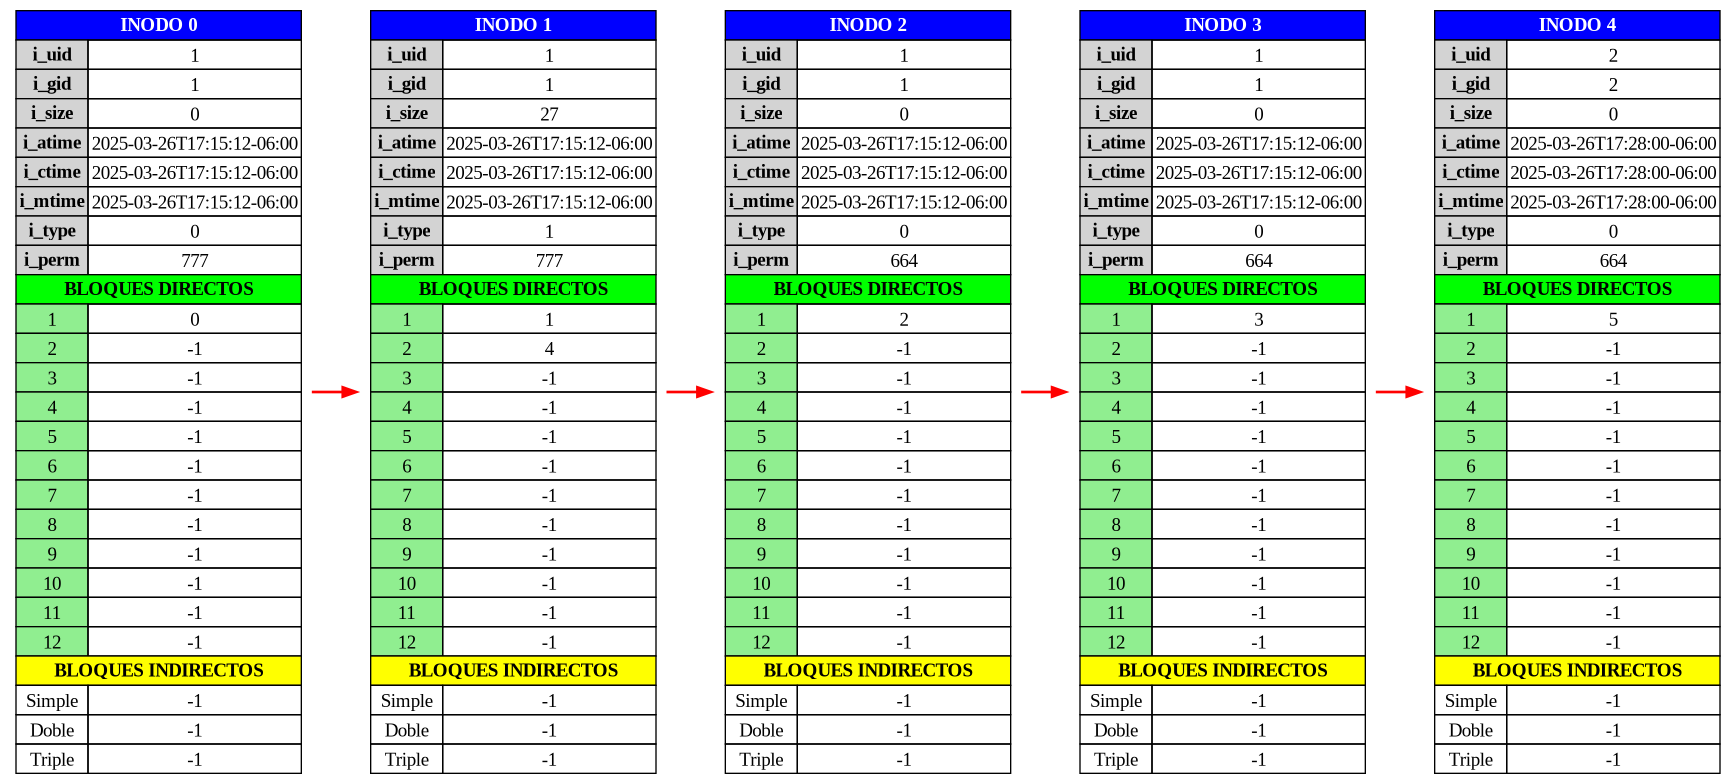 INODO 0
i_uid 1
i_gid 1
i_size 0
i_atime 2025-03-26T17:15:12-06:00
i_ctime 2025-03-26T17:15:12-06:00
i_mtime 2025-03-26T17:15:12-06:00
i_type 0
i_perm 777
BLOQUES DIRECTOS
1 0
2 -1
3 -1
4 -1
5 -1
6 -1
7 -1
8 -1
9 -1
10 -1
11 -1
12 -1
BLOQUES INDIRECTOS
Simple -1
Doble -1
Triple -1
INODO 1
i_uid 1
i_gid 1
i_size 27
i_atime 2025-03-26T17:15:12-06:00
i_ctime 2025-03-26T17:15:12-06:00
i_mtime 2025-03-26T17:15:12-06:00
i_type 1
i_perm 777
BLOQUES DIRECTOS
1 1
2 4
3 -1
4 -1
5 -1
6 -1
7 -1
8 -1
9 -1
10 -1
11 -1
12 -1
BLOQUES INDIRECTOS
Simple -1
Doble -1
Triple -1
INODO 2
i_uid 1
i_gid 1
i_size 0
i_atime 2025-03-26T17:15:12-06:00
i_ctime 2025-03-26T17:15:12-06:00
i_mtime 2025-03-26T17:15:12-06:00
i_type 0
i_perm 664
BLOQUES DIRECTOS
1 2
2 -1
3 -1
4 -1
5 -1
6 -1
7 -1
8 -1
9 -1
10 -1
11 -1
12 -1
BLOQUES INDIRECTOS
Simple -1
Doble -1
Triple -1
INODO 3
i_uid 1
i_gid 1
i_size 0
i_atime 2025-03-26T17:15:12-06:00
i_ctime 2025-03-26T17:15:12-06:00
i_mtime 2025-03-26T17:15:12-06:00
i_type 0
i_perm 664
BLOQUES DIRECTOS
1 3
2 -1
3 -1
4 -1
5 -1
6 -1
7 -1
8 -1
9 -1
10 -1
11 -1
12 -1
BLOQUES INDIRECTOS
Simple -1
Doble -1
Triple -1
INODO 4
i_uid 2
i_gid 2
i_size 0
i_atime 2025-03-26T17:28:00-06:00
i_ctime 2025-03-26T17:28:00-06:00
i_mtime 2025-03-26T17:28:00-06:00
i_type 0
i_perm 664
BLOQUES DIRECTOS
1 5
2 -1
3 -1
4 -1
5 -1
6 -1
7 -1
8 -1
9 -1
10 -1
11 -1
12 -1
BLOQUES INDIRECTOS
Simple -1
Doble -1
Triple -1